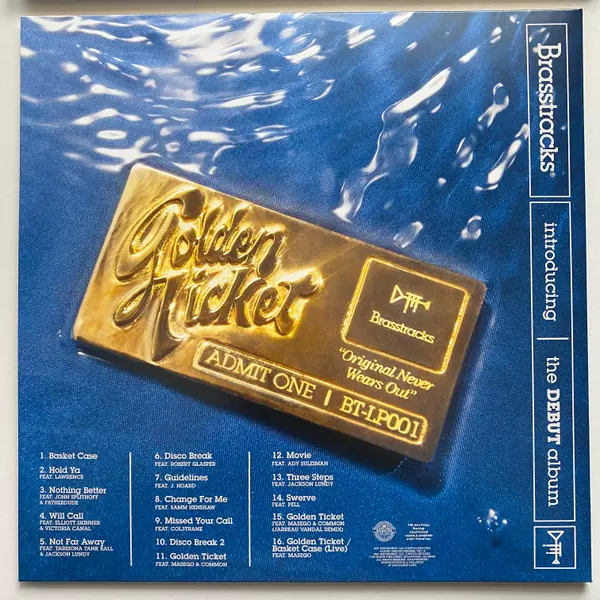 Brasstracks®
introducing
the DEBUT album
Golden
Ticket
Brasstracks
"Original Never
Wears Out"
ADMIT ONE | BT-LP001
1. Basket Case
2. Hold Ya
FEAT. LAWRENCE
3. Nothing Better
FEAT. JOHN SPLITHOFF
& FATHERDUDE
4. Will Call
FEAT. ELLIOTT SKINNER
& VICTORIA CANAL
5. Not Far Away
FEAT. TARRIONA TANK BALL
& JACKSON LUNDY
6. Disco Break
FEAT. ROBERT GLASPER
7. Guidelines
FEAT. J. HOARD
8. Change For Me
FEAT. SAMM HENSHAW
9. Missed Your Call
FEAT. COLTRANE
10. Disco Break 2
11. Golden Ticket
FEAT. MASEGO & COMMON
12. Movie
FEAT. ADY SULEIMAN
13. Three Steps
FEAT. JACKSON LUNDY
14. Swerve
FEAT. PELL
15. Golden Ticket
FEAT. MASEGO & COMMON
(JARREAU VANDAL REMIX)
16. Golden Ticket /
Basket Case (Live)
FEAT. MASEGO